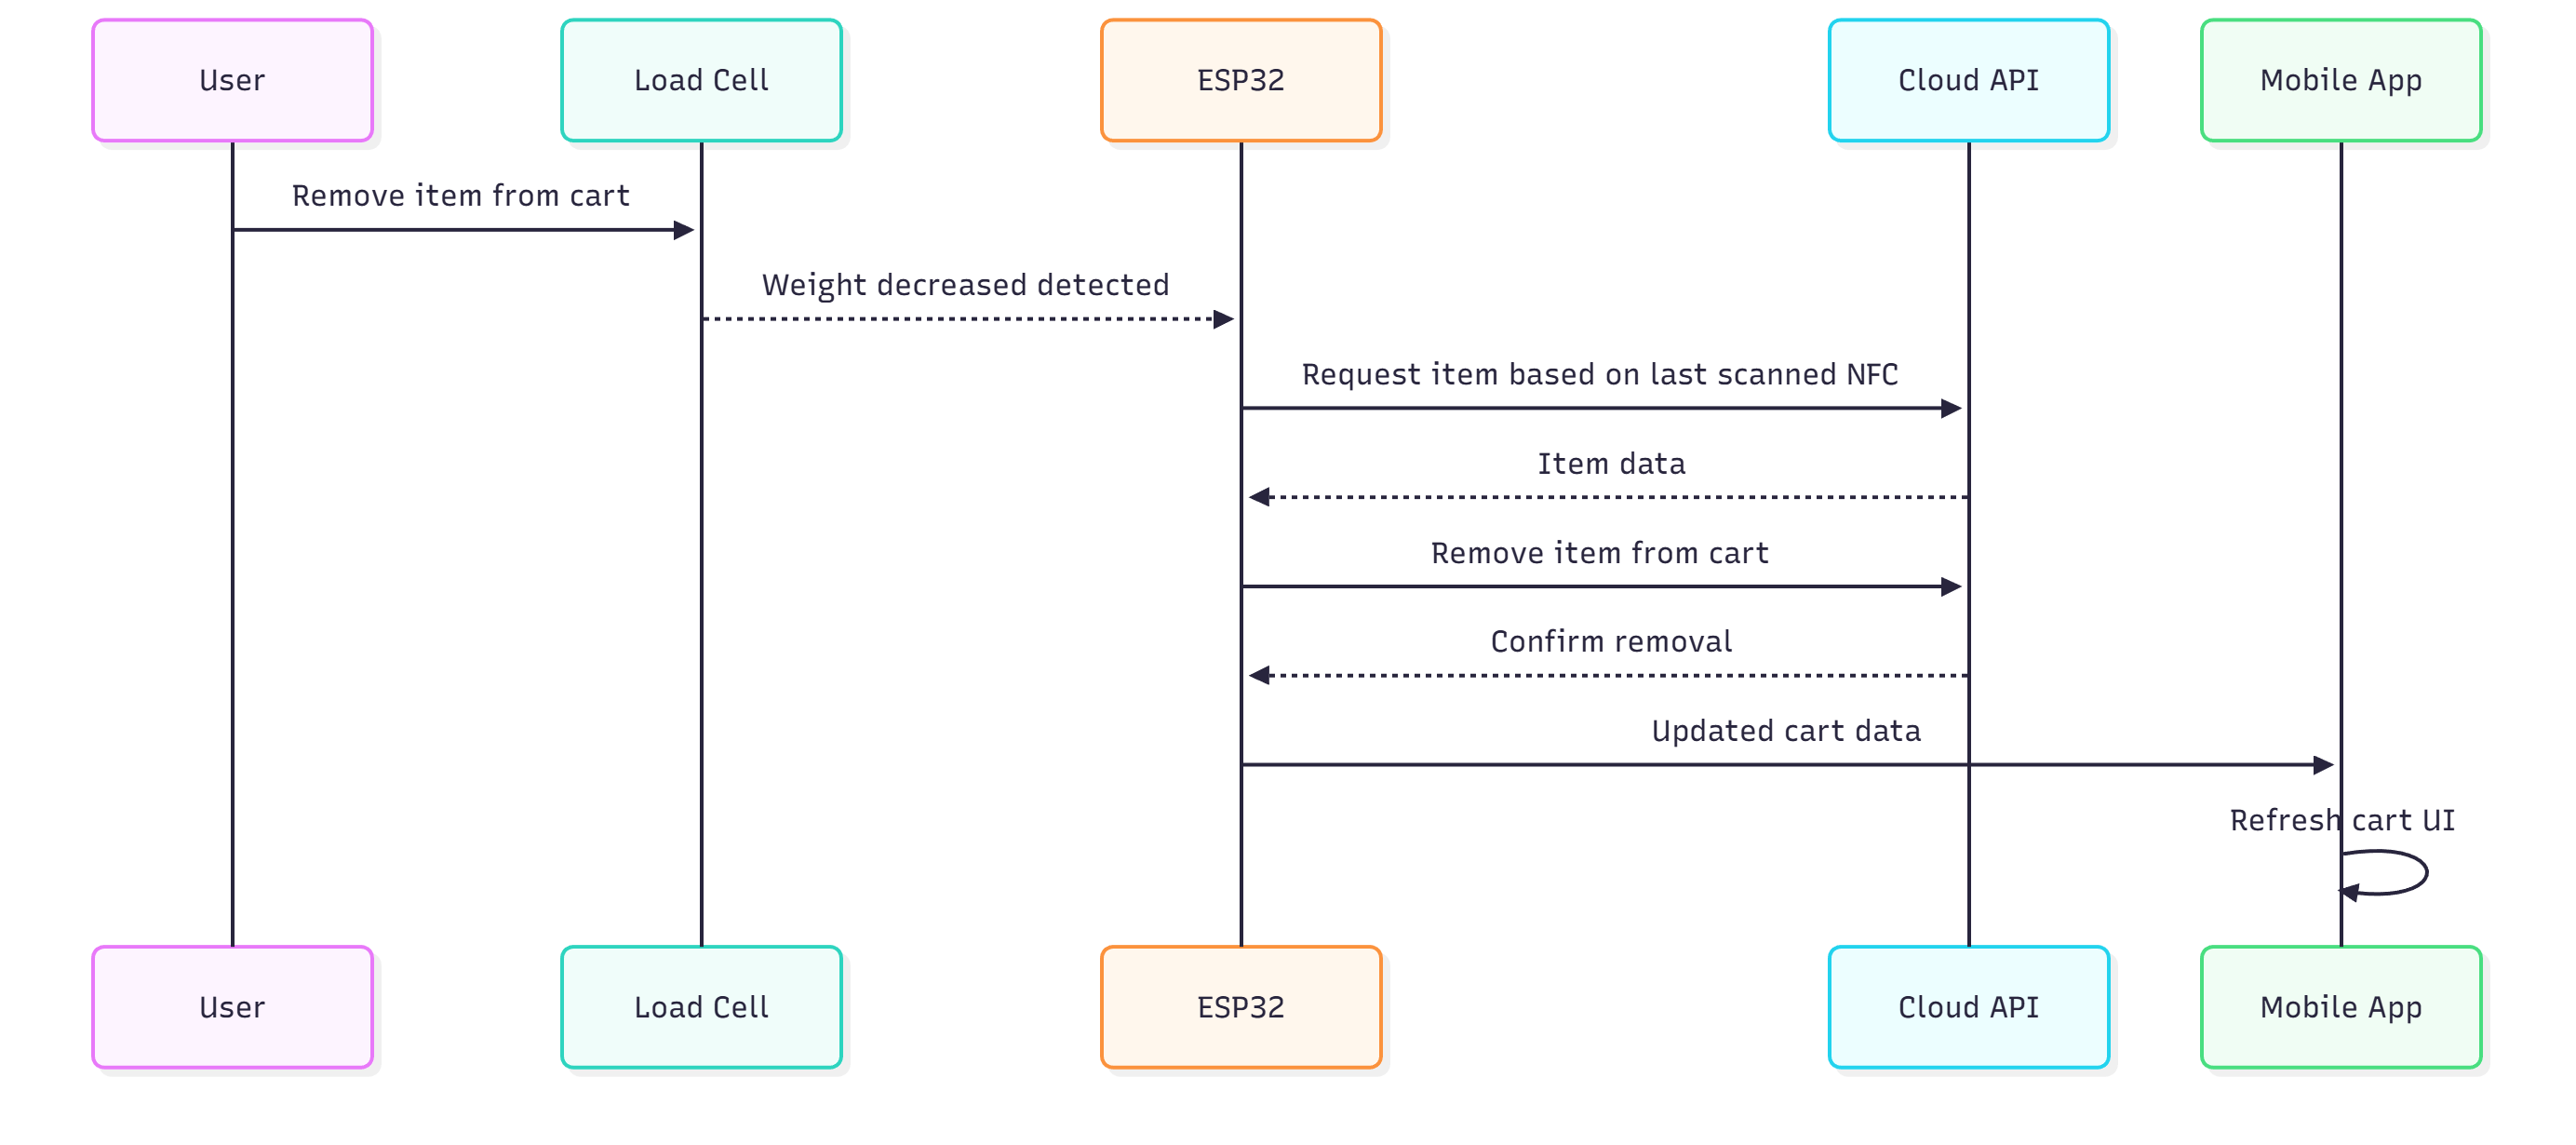 User
Load Cell
ESP32
Cloud API
Mobile App
Remove item from cart
Weight decreased detected
Request item based on last scanned NFC
Item data
Remove item from cart
Confirm removal
Updated cart data
Refresh cart UI
User
Load Cell
ESP32
Cloud API
Mobile App